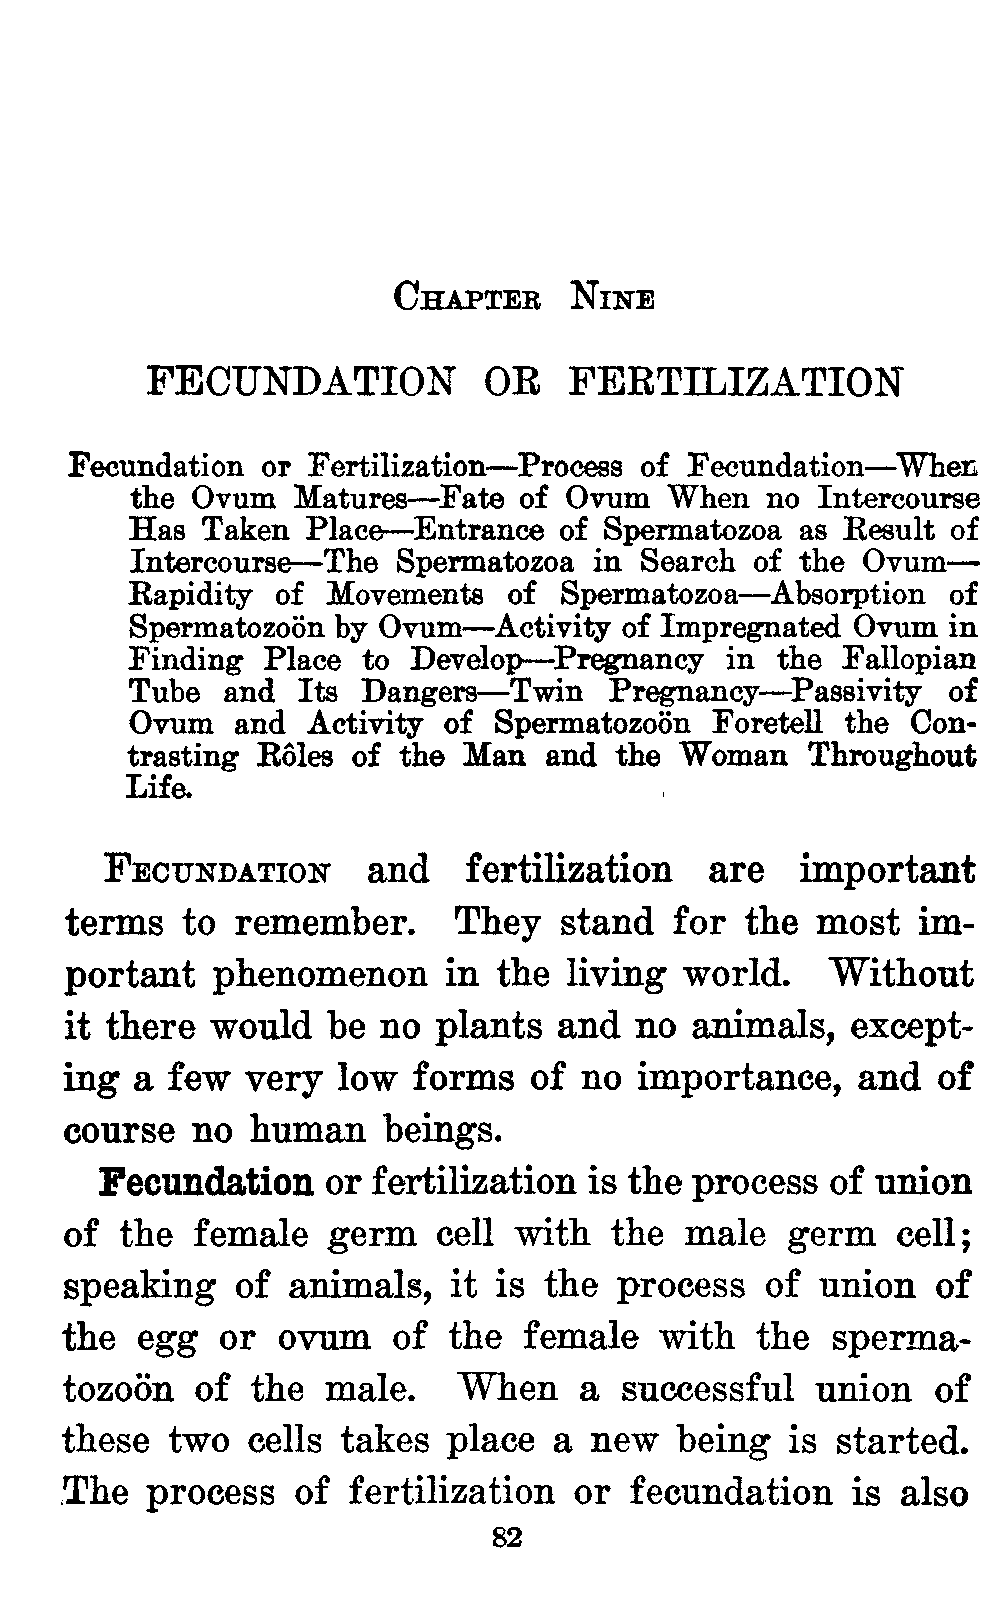 CHAPTER NINE
FECUNDATION OR FERTILIZATION
Fecundation or Fertilization—Process of Fecundation—When
the Ovum Matures—Fate of Ovum When no Intercourse
Has Taken Place—Entrance of Spermatozoa as Result of
Intercourse—The Spermatozoa in Search of the Ovum—
Rapidity of Movements of Spermatozoa—Absorption of
Spermatozoön by Ovum—Activity of Impregnated Ovum in
Finding Place to Develop—Pregnancy in the Fallopian
Tube and Its Dangers—Twin Pregnancy—Passivity of
Ovum and Activity of Spermatozoön Foretell the Con-
trasting Rôles of the Man and the Woman Throughout
Life.
FECUNDATION and fertilization are important
terms to remember. They stand for the most im-
portant phenomenon in the living world. Without
it there would be no plants and no animals, except-
ing a few very low forms of no importance, and of
course no human beings.
Fecundation or fertilization is the process of union
of the female germ cell with the male germ cell;
speaking of animals, it is the process of union of
the egg or ovum of the female with the sperma-
tozoön of the male. When a successful union of
these two cells takes place a new being is started.
The process of fertilization or fecundation is also
82